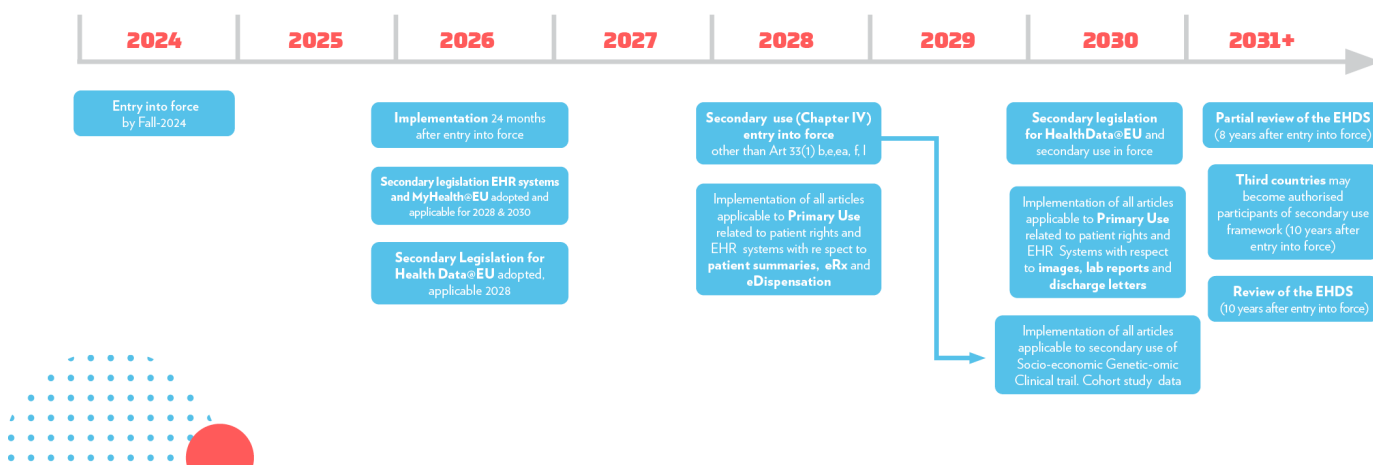 2024
2025
2026
2027
2028
2029
2030
2031+
Entry into force
by Fall-2024
Implementation 24 months
after entry into force
Secondary legislation EHR systems
and MyHealth@EU adopted and
applicable for 2028 & 2030
Secondary Legislation for
Health Data@EU adopted,
applicable 2028
Secondary use (Chapter IV)
entry into force
other than Art 33(1) b,e,ea, f, l
Implementation of all articles
applicable to Primary Use
related to patient rights and
EHR systems with re spect to
patient summaries, eRx and
eDispensation
Secondary legislation
for HealthData@EU and
secondary use in force
Implementation of all articles
applicable to Primary Use
related to patient rights and
EHR Systems with respect
to images, lab reports and
discharge letters
Implementation of all articles
applicable to secondary use of
Socio-economic Genetic-omic
Clinical trail. Cohort study data
Partial review of the EHDS
(8 years after entry into force)
Third countries may
become authorised
participants of secondary use
framework (10 years after
entry into force)
Review of the EHDS
(10 years after entry into force)